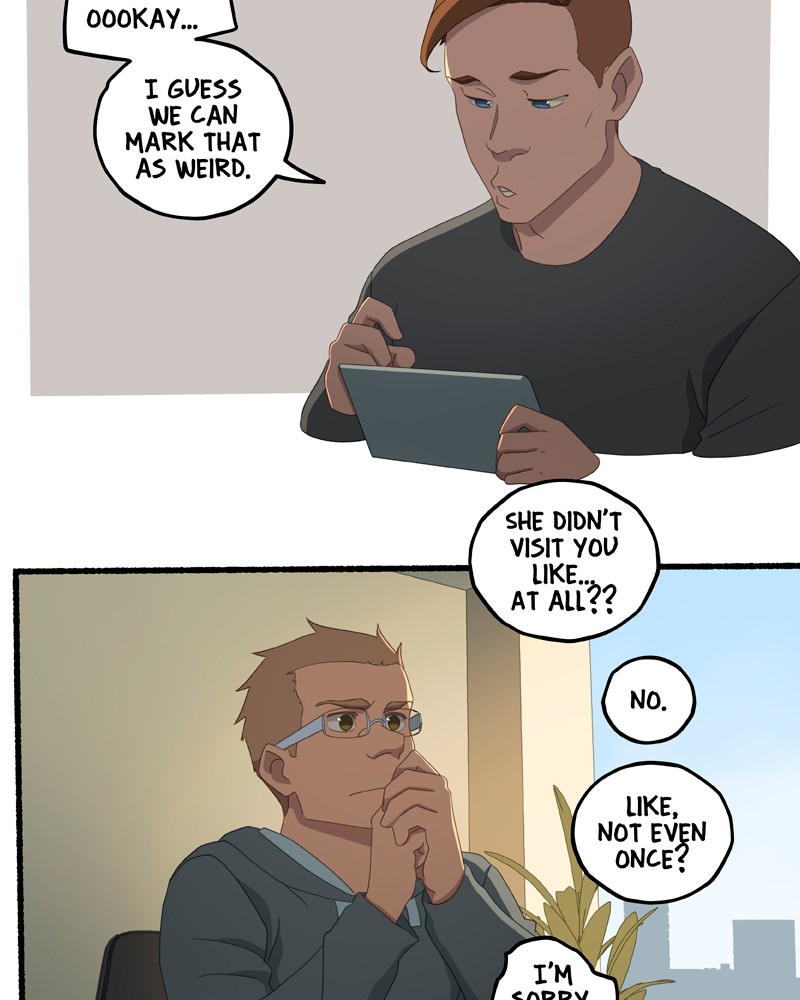 OOOKAY...
I GUESS
WE CAN
MARK THAT
AS WEIRD.
SHE DIDN'T
VISIT YOU
LIKE...
AT ALL??
NO.
LIKE,
NOT EVEN
ONCE?
I'M
SORRY